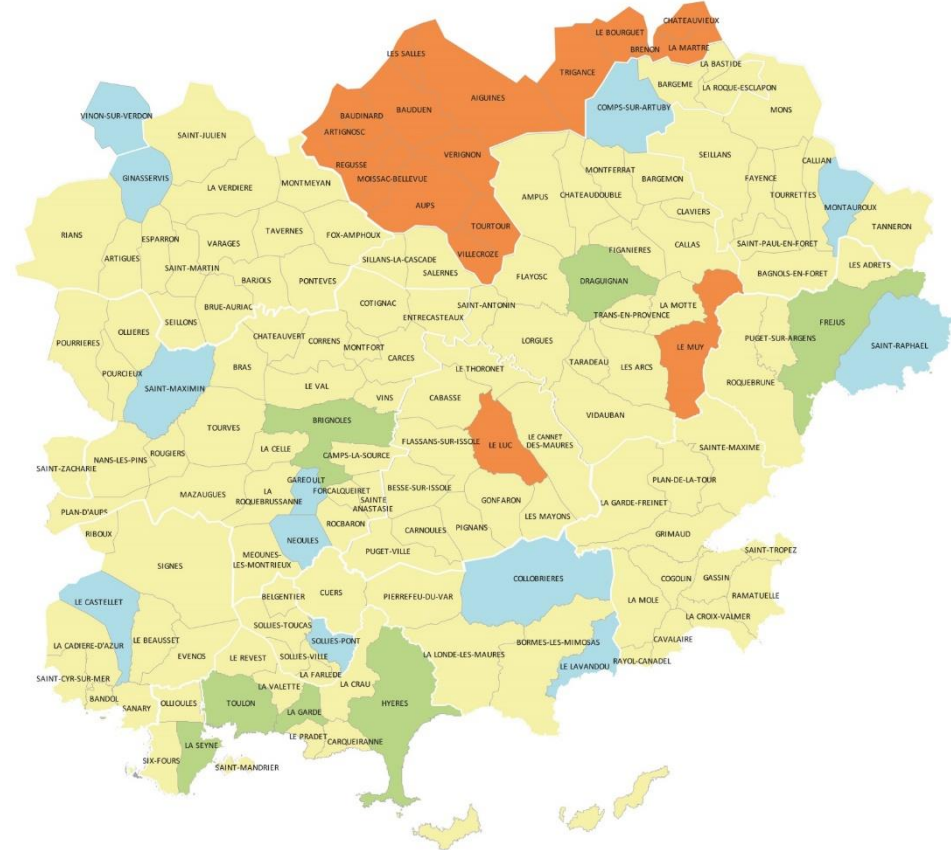 CHATEAUVIEUX
LE BOURGUET
BRENON
LA MARTRE
LES SALLES
LA BASTIDE
TRIGANCE
BARGEME
LA ROQUE-ESCLAPON
AIGUINES
BAUDUEN
BAUDINARD
COMPS-SUR-ARTUBY
MONS
VINON-SUR-VERDON
ARTIGNOSC
SAINT-JULIEN
VERIGNON
SEILLANS
CALLIAN
REGUSSE
MOISSAC-BELLEVUE
MONTFERRAT
GINASSERVIS
LA VERDIERE
MONTMEYAN
BARGEMON
FAYENCE
AMPUS
CHATEAUDOUBLE
TOURRETTES
AUPS
MONTAUROUX
CLAVIERS
TOURTOUR
TANNERON
RIANS
TAVERNES
FOX-AMPHOUX
ESPARRON
VARAGES
SAINT-PAUL-EN-FORET
CALLAS
FIGANIERES
VILLECROZE
ARTIGUES
SILLANS-LA-CASCADE
SAINT-MARTIN
LES ADRETS
SALERNES
FLAYOSC
BAGNOLS-EN-FORET
BARJOLS
PONTEVES
DRAGUIGNAN
COTIGNAC
LA MOTTE
SAINT-ANTONIN
BRUE-AURIAC
TRANS-EN-PROVENCE
ENTRECASTEAUX
SEILLONS
FREJUS
OLLIERES
CHATEAUVERT
CORRENS
PUGET-SUR-ARGENS
LORGUES
POURRIERES
MONTFORT
LE MUY
SAINT-RAPHAEL
CARCES
TARADEAU
LES ARCS
BRAS
LE THORONET
POURCIEUX
ROQUEBRUNE
SAINT-MAXIMIN
LE VAL
VINS
CABASSE
VIDAUBAN
BRIGNOLES
TOURVES
LE CANNET
DES-MAURES
FLASSANS-SUR-ISSOLE
LE LUC
SAINTE-MAXIME
LA CELLE
ROUGIERS
CAMPS-LA-SOURCE
NANS-LES-PINS
SAINT-ZACHARIE
PLAN-DE-LA-TOUR
GAREOULT
BESSE-SUR-ISSOLE
FORCALQUEIRET
LA
ROQUEBRUSSANNE
MAZAUGUES
SAINTE
ANASTASIE
GONFARON
LA GARDE-FREINET
PLAN-D'AUPS
LES MAYONS
ROCBARON
CARNOULES
PIGNANS
RIBOUX
GRIMAUD
NEOULES
SAINT-TROPEZ
PUGET-VILLE
MEOUNES-
LES-MONTRIEUX
SIGNES
COLLOBRIERES
COGOLIN
GASSIN
CUERS
BELGENTIER
PIERREFEU-DU-VAR
RAMATUELLE
LE CASTELLET
LA MOLE
LA CROIX-VALMER
SOLLIES-TOUCAS
LE BEAUSSET
CAVALAIRE
SOLLIES-PONT
BORMES-LES-MIMOSAS
LA CADIERE-D'AZUR
LA LONDE-LES-MAURES
EVENOS
LE REVEST
SOLLIES-VILLE
RAYOL-CANADEL
LE LAVANDOU
LA FARLEDE
SAINT-CYR-SUR-MER
LA CRAU
LA VALETTE
BANDOL
OLLIOULES
TOULON
HYERES
SANARY
LA GARDE
LE PRADET
CARQUEIRANNE
LA SEYNE
SIX-FOURS
SAINT-MANDRIER